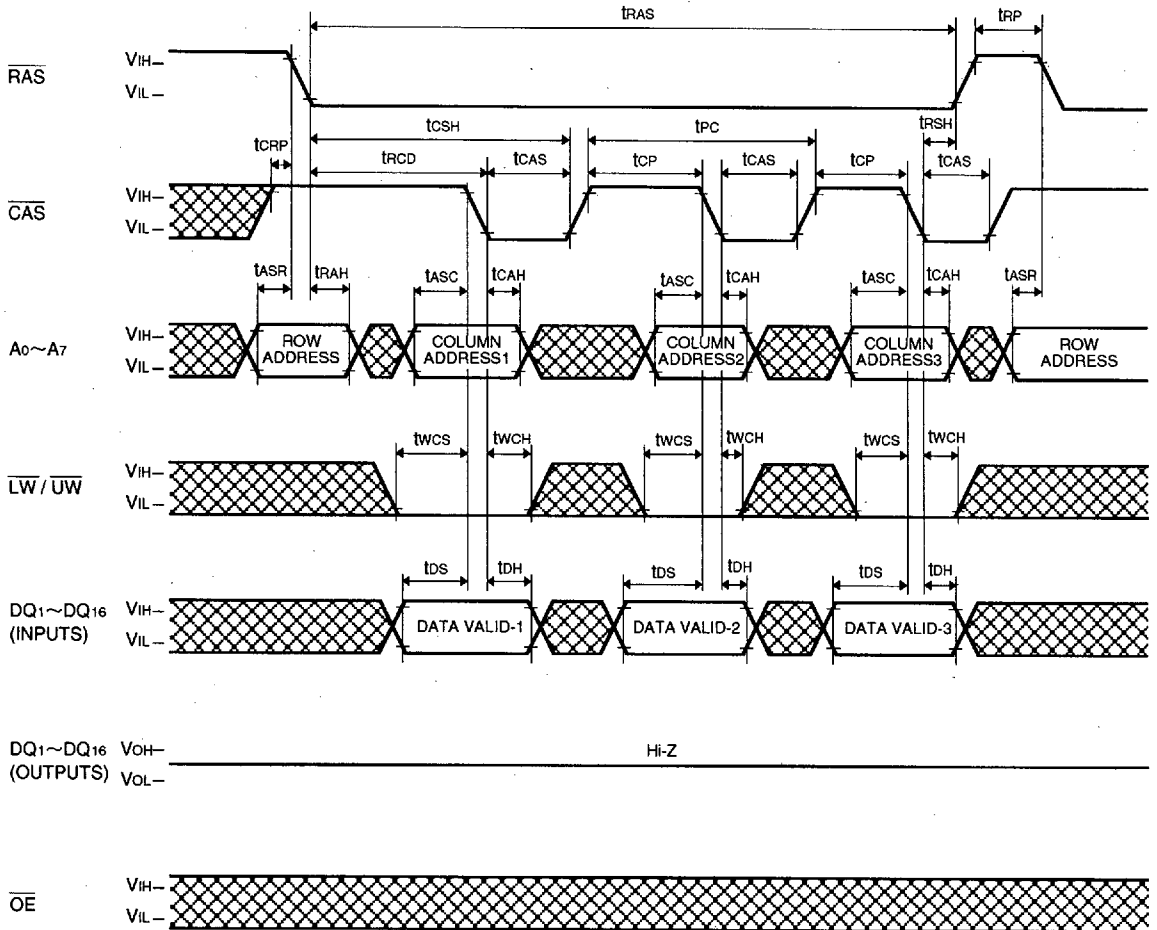 tRAS
tRP
RAS
VIH
VIL
tCSH
tPC
tRSH
tCRP
tRCD
tCAS
tCP
tCAS
tCP
tCAS
CAS
VIH
VIL
tASR
tRAH
tASC
tCAH
tASC
tCAH
tASC
tCAH
tASR
A0~A7
VIH
VIL
ROW ADDRESS
COLUMN ADDRESS1
COLUMN ADDRESS2
COLUMN ADDRESS3
ROW ADDRESS
tWCS
tWCH
tWCS
tWCH
tWCS
tWCH
LW / UW
VIH
VIL
tDS
tDH
tDS
tDH
tDS
tDH
DQ1~DQ16
(INPUTS)
VIH
VIL
DATA VALID-1
DATA VALID-2
DATA VALID-3
DQ1~DQ16
(OUTPUTS)
VOH
VOL
Hi-Z
OE
VIH
VIL